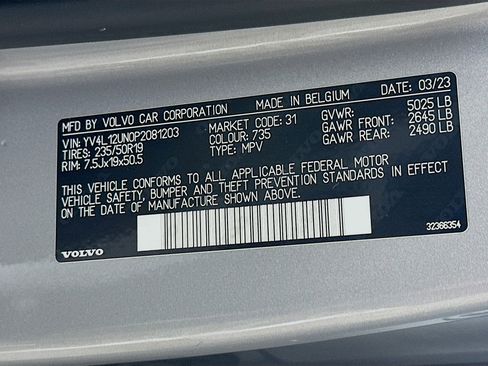 MFD. BY VOLVO CAR CORPORATION MADE IN BELGIUM DATE: 03/23
VIN: YV4L12UN0P2081203 MARKET CODE: 31 GVWR: 5025 LB
TIRES: 235/50R19 COLOUR: 735 GAWR FRONT: 2645 LB
RIM: 7.5Jx19x50.5 TYPE: MPV GAWR REAR: 2490 LB
THIS VEHICLE CONFORMS TO ALL APPLICABLE FEDERAL MOTOR
VEHICLE SAFETY, BUMPER AND THEFT PREVENTION STANDARDS IN EFFECT ON
THE DATE OF MANUFACTURE SHOWN ABOVE.
VOLVO 32366354